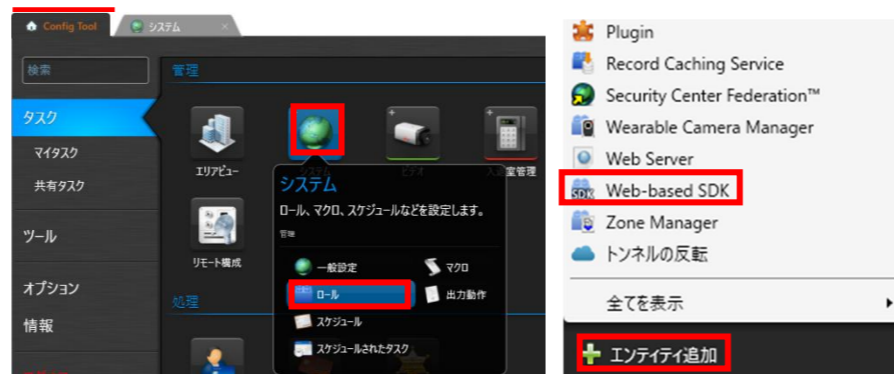 Config Tool
システム
検索
管理
タスク
マイタスク
共有タスク
ツール
オプション
情報
エリアビュー
ビデオ
入退室管理
リモート構成
処理
システム
ロール、マクロ、スケジュールなどを設定します。
管理
一般設定
マクロ
ロール
出力動作
スケジュール
スケジュールされたタスク
Plugin
Record Caching Service
Security Center Federation™
Wearable Camera Manager
Web Server
SDK Web-based SDK
Zone Manager
トンネルの反転
全てを表示
エンティティ追加